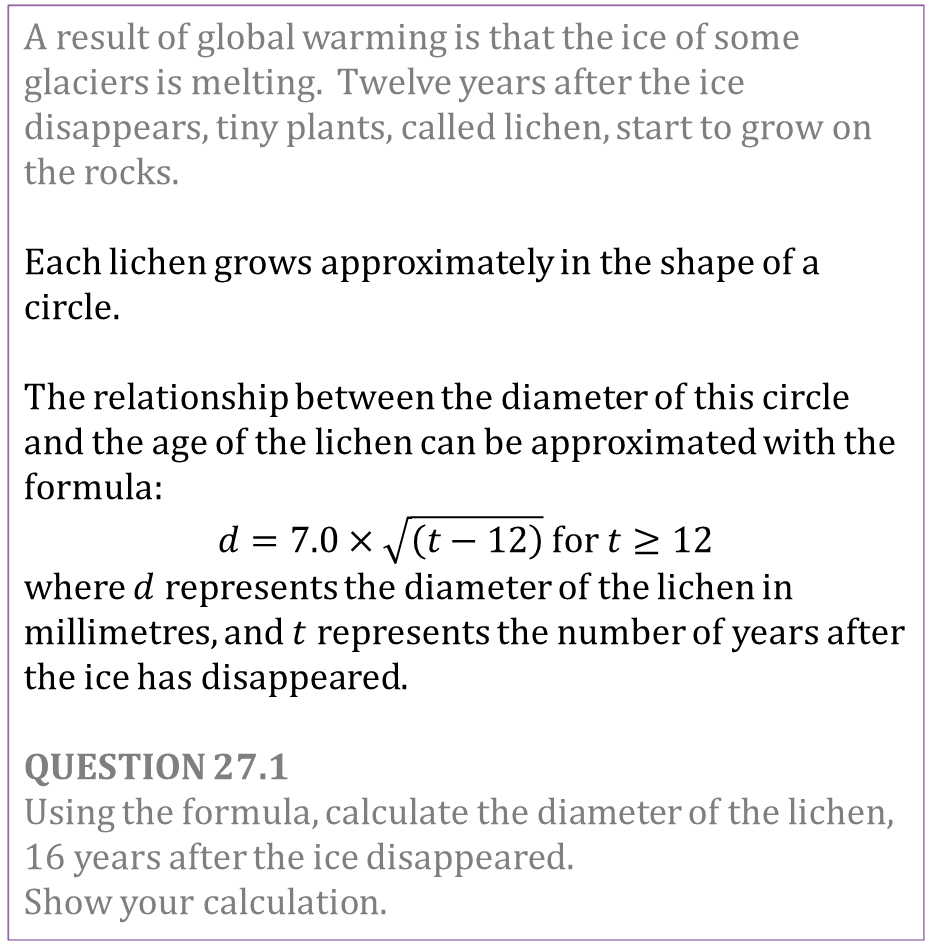 A result of global warming is that the ice of some
glaciers is melting. Twelve years after the ice
disappears, tiny plants, called lichen, start to grow on
the rocks.
Each lichen grows approximately in the shape of a
circle.
The relationship between the diameter of this circle
and the age of the lichen can be approximated with the
formula:
d = 7.0 × √(t − 12) for t ≥ 12
where d represents the diameter of the lichen in
millimetres, and t represents the number of years after
the ice has disappeared.
QUESTION 27.1
Using the formula, calculate the diameter of the lichen,
16 years after the ice disappeared.
Show your calculation.